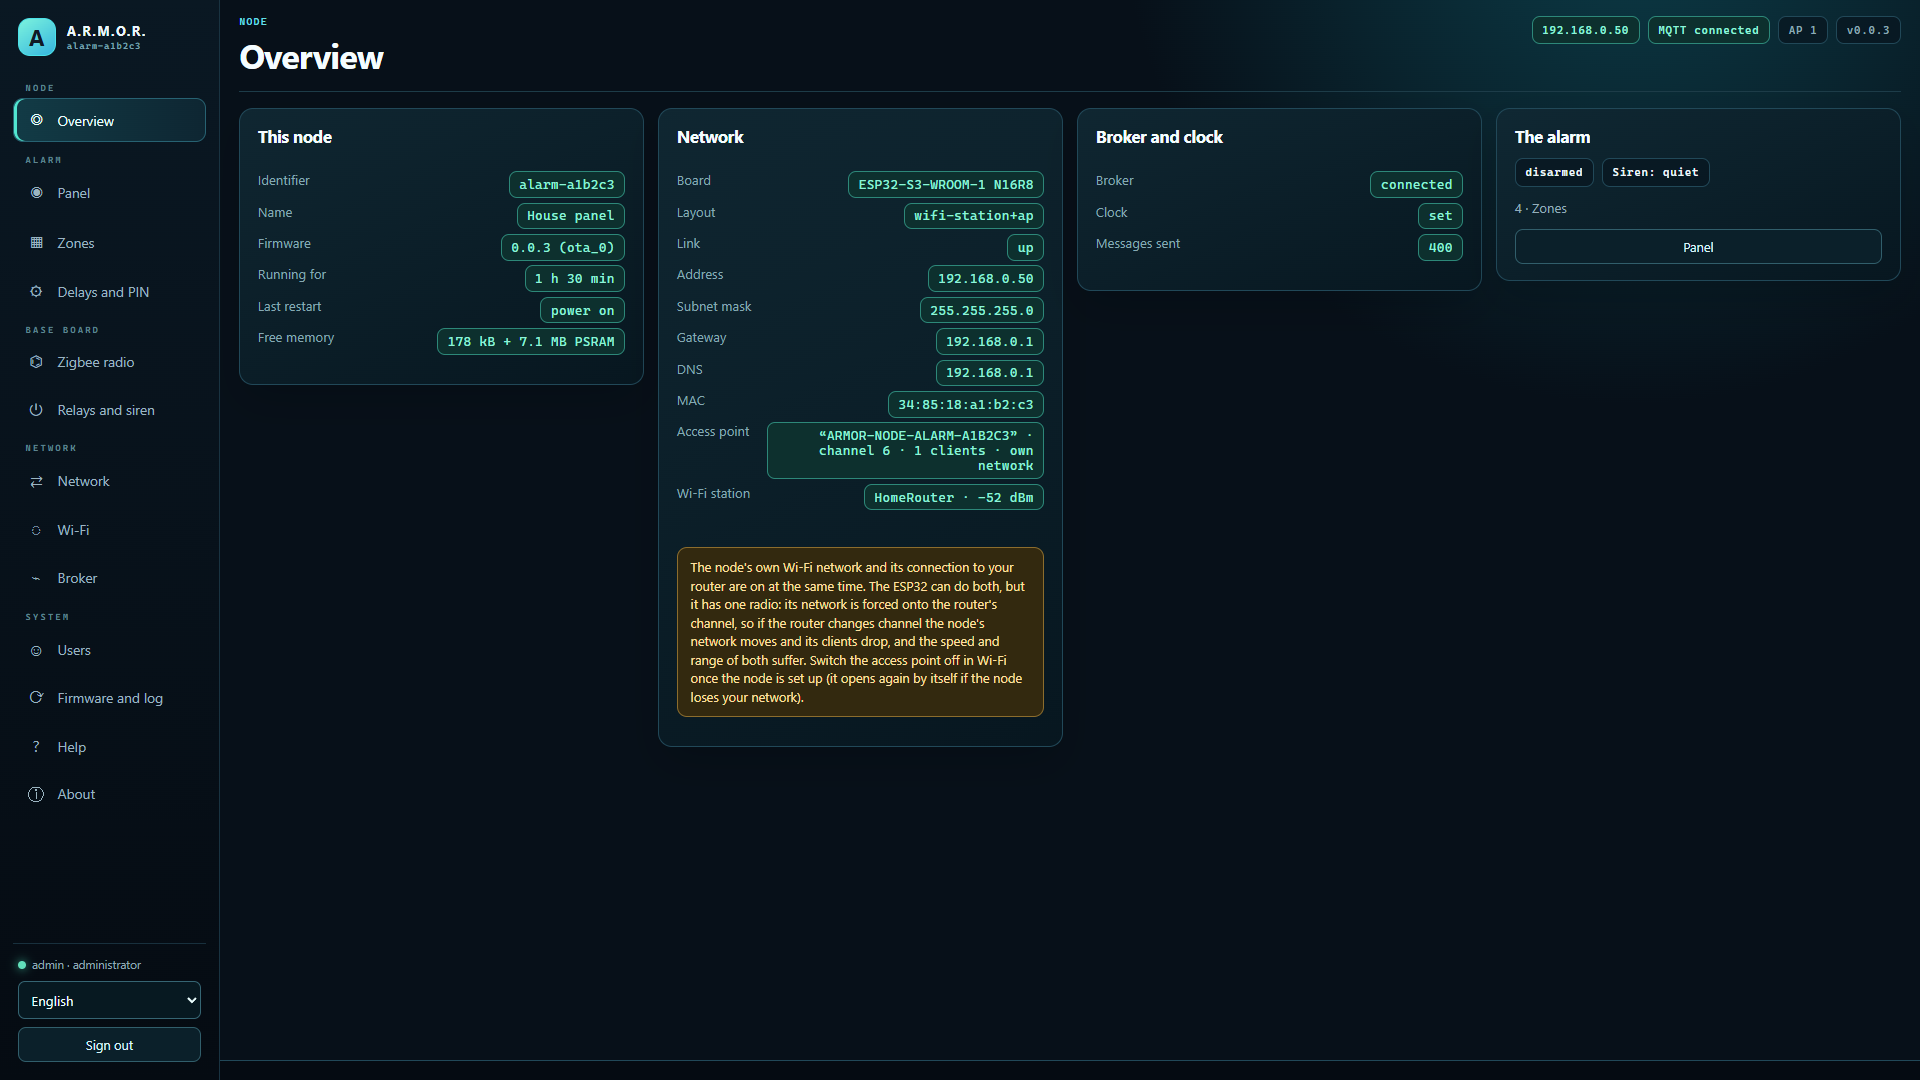 A
A.R.M.O.R.
alarm-a1b2c3
NODE
Overview
ALARM
Panel
Zones
Delays and PIN
BASE BOARD
Zigbee radio
Relays and siren
NETWORK
Network
Wi-Fi
Broker
SYSTEM
Users
Firmware and log
? Help
About
admin · administrator
English
Sign out
NODE
Overview
192.168.0.50 MQTT connected AP 1 v0.0.3
This node
Identifier alarm-a1b2c3
Name House panel
Firmware 0.0.3 (ota_0)
Running for 1 h 30 min
Last restart power on
Free memory 178 kB + 7.1 MB PSRAM
Network
Board ESP32-S3-WROOM-1 N16R8
Layout wifi-station+ap
Link up
Address 192.168.0.50
Subnet mask 255.255.255.0
Gateway 192.168.0.1
DNS 192.168.0.1
MAC 34:85:18:a1:b2:c3
Access point “ARMOR-NODE-ALARM-A1B2C3” ·
channel 6 · 1 clients · own
network
Wi-Fi station HomeRouter · -52 dBm
The node's own Wi-Fi network and its connection to your
router are on at the same time. The ESP32 can do both, but
it has one radio: its network is forced onto the router's
channel, so if the router changes channel the node's
network moves and its clients drop, and the speed and
range of both suffer. Switch the access point off in Wi-Fi
once the node is set up (it opens again by itself if the node
loses your network).
Broker and clock
Broker connected
Clock set
Messages sent 400
The alarm
disarmed Siren: quiet
4 · Zones
Panel